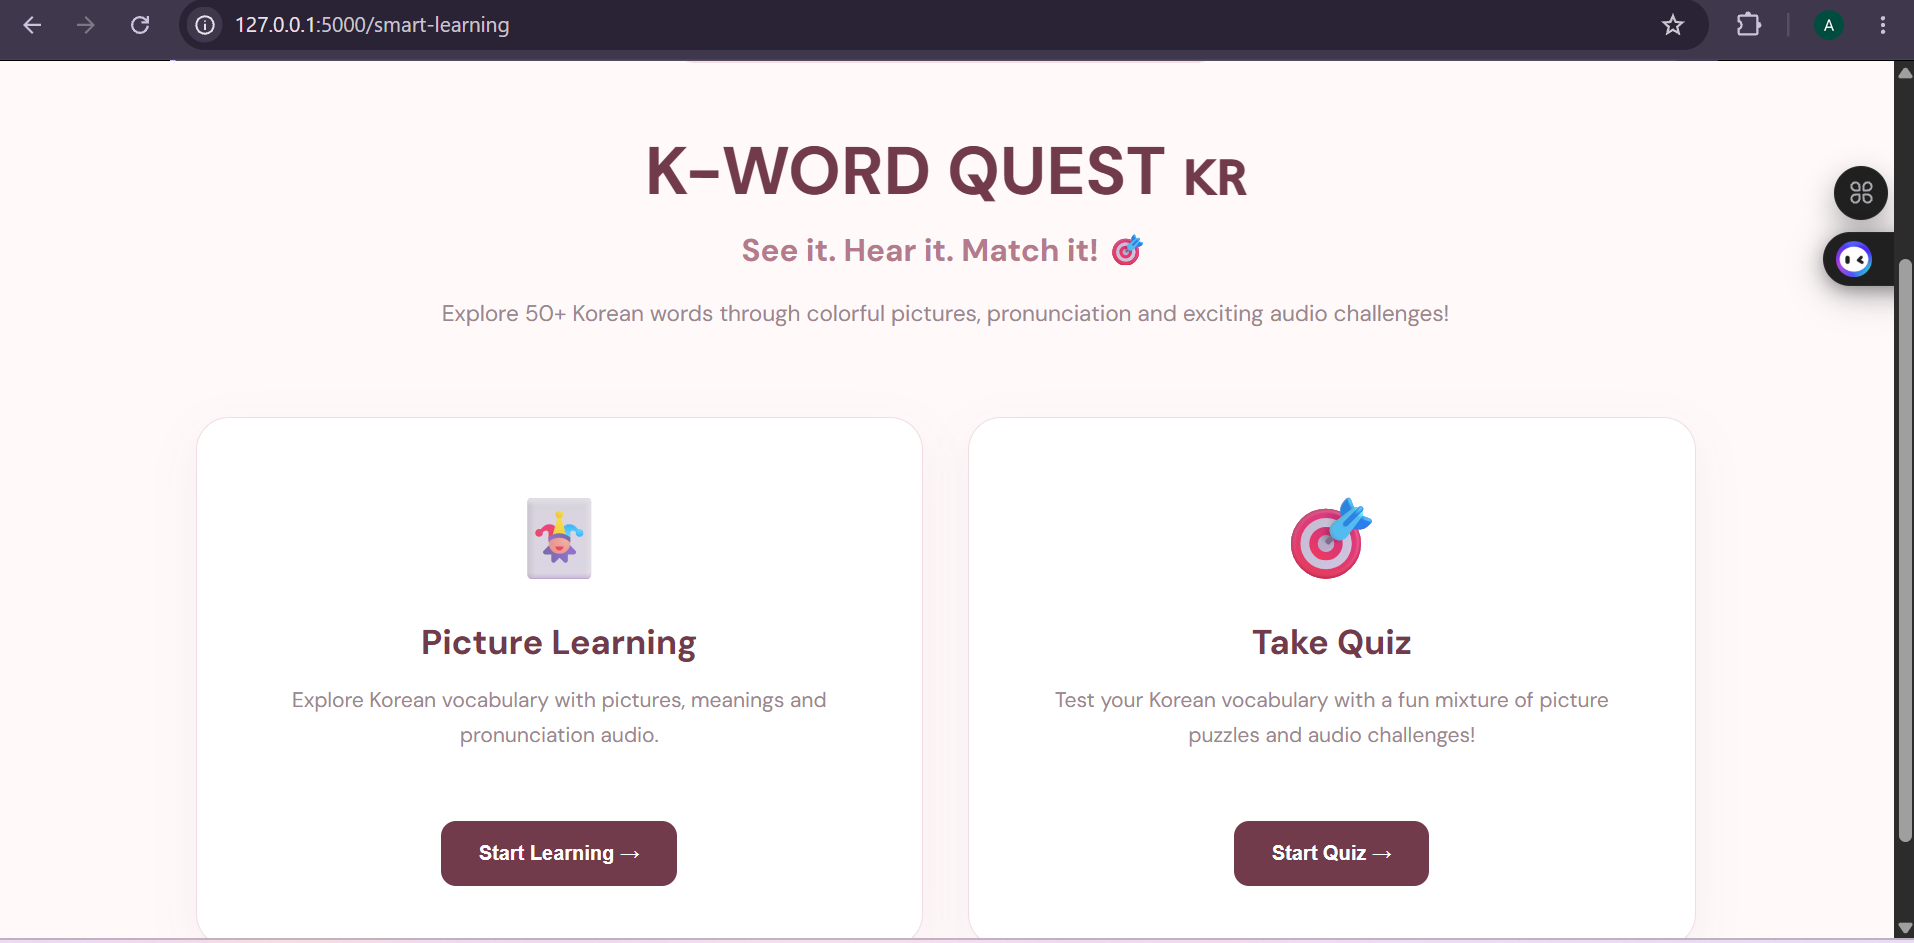 127.0.0.1:5000/smart-learning
A
K-WORD QUEST KR
See it. Hear it. Match it! 🎯
Explore 50+ Korean words through colorful pictures, pronunciation and exciting audio challenges!
Picture Learning
Explore Korean vocabulary with pictures, meanings and
pronunciation audio.
Start Learning →
Take Quiz
Test your Korean vocabulary with a fun mixture of picture
puzzles and audio challenges!
Start Quiz →